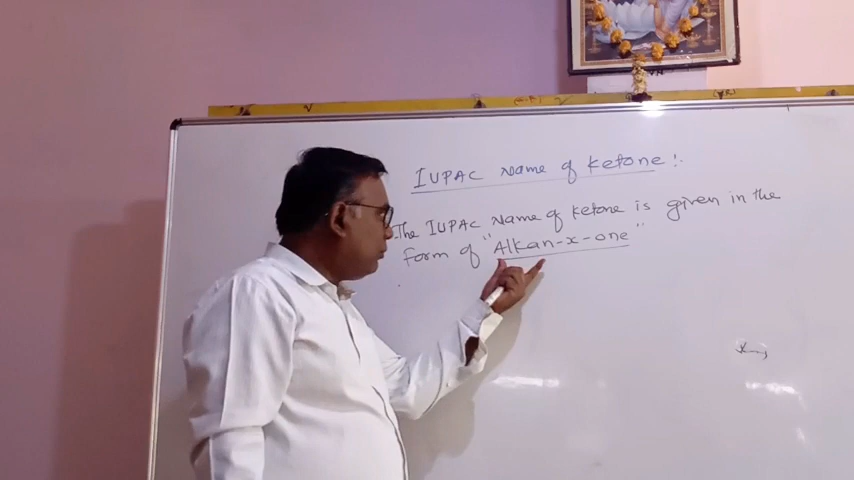 IUPAC Name of Ketone :-
The IUPAC Name of Ketone is given in the
form of "Alkan-x-one"